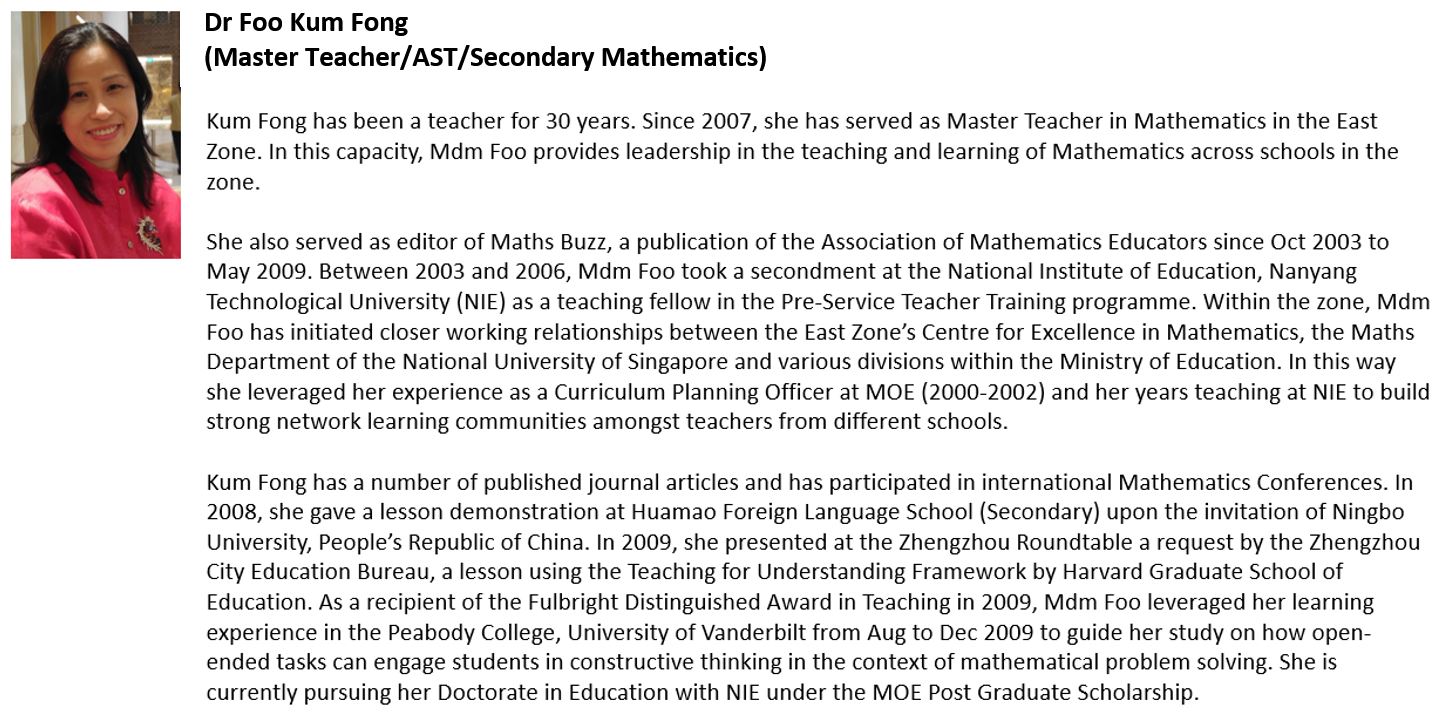 Dr Foo Kum Fong
(Master Teacher/AST/Secondary Mathematics)
Kum Fong has been a teacher for 30 years. Since 2007, she has served as Master Teacher in Mathematics in the East
Zone. In this capacity, Mdm Foo provides leadership in the teaching and learning of Mathematics across schools in the
zone.
She also served as editor of Maths Buzz, a publication of the Association of Mathematics Educators since Oct 2003 to
May 2009. Between 2003 and 2006, Mdm Foo took a secondment at the National Institute of Education, Nanyang
Technological University (NIE) as a teaching fellow in the Pre-Service Teacher Training programme. Within the zone, Mdm
Foo has initiated closer working relationships between the East Zone’s Centre for Excellence in Mathematics, the Maths
Department of the National University of Singapore and various divisions within the Ministry of Education. In this way
she leveraged her experience as a Curriculum Planning Officer at MOE (2000-2002) and her years teaching at NIE to build
strong network learning communities amongst teachers from different schools.
Kum Fong has a number of published journal articles and has participated in international Mathematics Conferences. In
2008, she gave a lesson demonstration at Huamao Foreign Language School (Secondary) upon the invitation of Ningbo
University, People’s Republic of China. In 2009, she presented at the Zhengzhou Roundtable a request by the Zhengzhou
City Education Bureau, a lesson using the Teaching for Understanding Framework by Harvard Graduate School of
Education. As a recipient of the Fulbright Distinguished Award in Teaching in 2009, Mdm Foo leveraged her learning
experience in the Peabody College, University of Vanderbilt from Aug to Dec 2009 to guide her study on how open-
ended tasks can engage students in constructive thinking in the context of mathematical problem solving. She is
currently pursuing her Doctorate in Education with NIE under the MOE Post Graduate Scholarship.